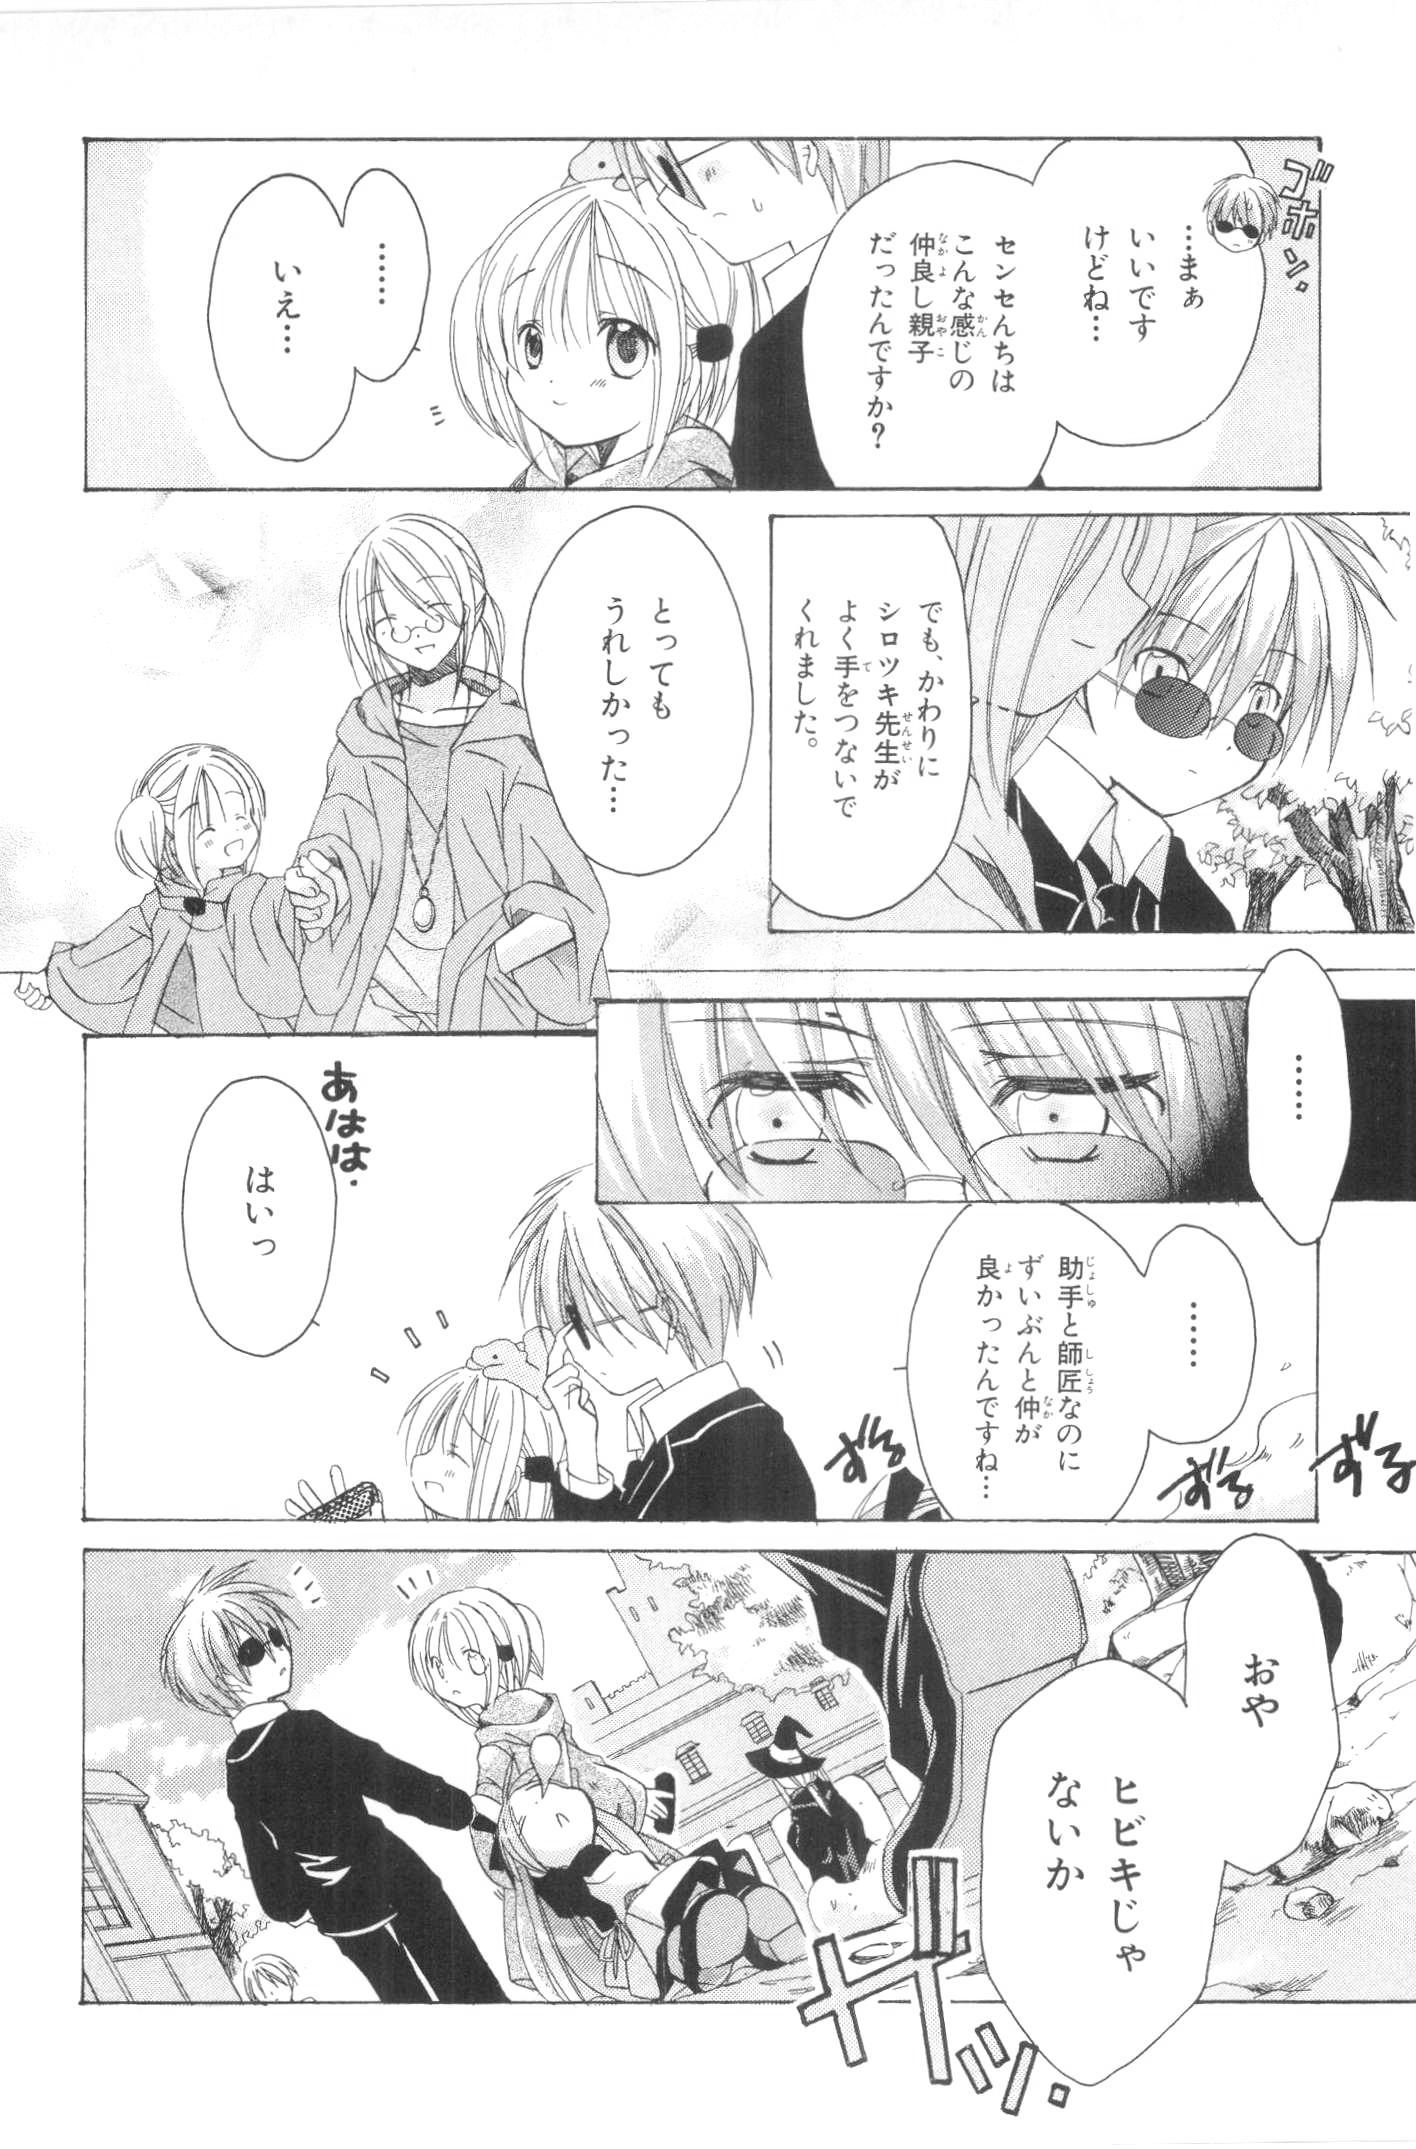 ゴホン。
…まぁ
いいです
けどね…
センセんちは
こんな感じの
仲良し親子
だったんですか？
……
いえ…
でも、かわりに
シロツキ先生が
よく手をつないで
くれました。
とっても
うれしかった…
……
……
助手と師匠なのに
ずいぶんと仲が
良かったんですね…
あはは.
はいっ
ずる
ずる
ずる
おや
ヒビキじゃ
ないか